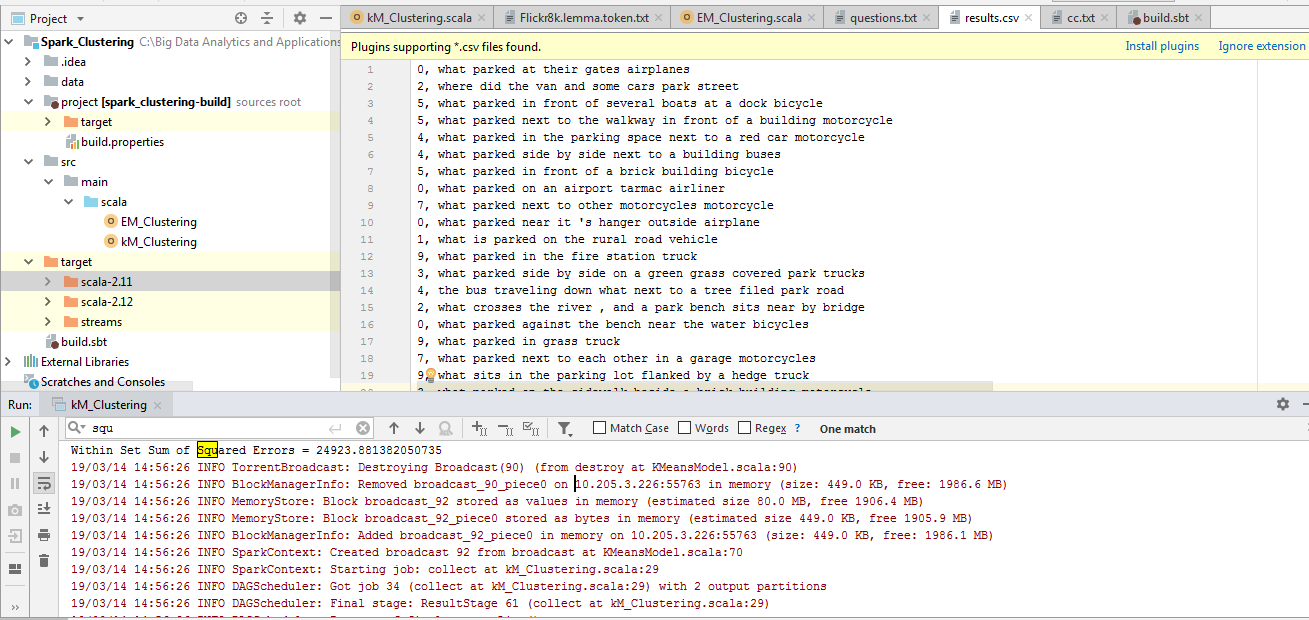 Project
kM_Clustering.scala
Flickr8k.lemma.token.txt
EM_Clustering.scala
questions.txt
results.csv
cc.txt
build.sbt
Spark_Clustering C:\Big Data Analytics and Applications
.idea
data
project [spark_clustering-build] sources root
target
build.properties
src
main
scala
EM_Clustering
kM_Clustering
target
scala-2.11
scala-2.12
streams
build.sbt
External Libraries
Scratches and Consoles
Plugins supporting *.csv files found.
Install plugins
Ignore extension
1 0, what parked at their gates airplanes
2 2, where did the van and some cars park street
3 5, what parked in front of several boats at a dock bicycle
4 5, what parked next to the walkway in front of a building motorcycle
5 4, what parked in the parking space next to a red car motorcycle
6 4, what parked side by side next to a building buses
7 5, what parked in front of a brick building bicycle
8 0, what parked on an airport tarmac airliner
9 7, what parked next to other motorcycles motorcycle
10 0, what parked near it 's hanger outside airplane
11 1, what is parked on the rural road vehicle
12 9, what parked in the fire station truck
13 3, what parked side by side on a green grass covered park trucks
14 4, the bus traveling down what next to a tree filed park road
15 2, what crosses the river , and a park bench sits near by bridge
16 0, what parked against the bench near the water bicycles
17 9, what parked in grass truck
18 7, what parked next to each other in a garage motorcycles
19 9, what sits in the parking lot flanked by a hedge truck
Run: kM_Clustering
squ
Match Case
Words
Regex ?
One match
Within Set Sum of Squared Errors = 24923.881382050735
19/03/14 14:56:26 INFO TorrentBroadcast: Destroying Broadcast(90) (from destroy at KMeansModel.scala:90)
19/03/14 14:56:26 INFO BlockManagerInfo: Removed broadcast_90_piece0 on 10.205.3.226:55763 in memory (size: 449.0 KB, free: 1986.6 MB)
19/03/14 14:56:26 INFO MemoryStore: Block broadcast_92 stored as values in memory (estimated size 80.0 MB, free 1906.4 MB)
19/03/14 14:56:26 INFO MemoryStore: Block broadcast_92_piece0 stored as bytes in memory (estimated size 449.0 KB, free 1905.9 MB)
19/03/14 14:56:26 INFO BlockManagerInfo: Added broadcast_92_piece0 in memory on 10.205.3.226:55763 (size: 449.0 KB, free: 1986.1 MB)
19/03/14 14:56:26 INFO SparkContext: Created broadcast 92 from broadcast at KMeansModel.scala:70
19/03/14 14:56:26 INFO SparkContext: Starting job: collect at kM_Clustering.scala:29
19/03/14 14:56:26 INFO DAGScheduler: Got job 34 (collect at kM_Clustering.scala:29) with 2 output partitions
19/03/14 14:56:26 INFO DAGScheduler: Final stage: ResultStage 61 (collect at kM_Clustering.scala:29)